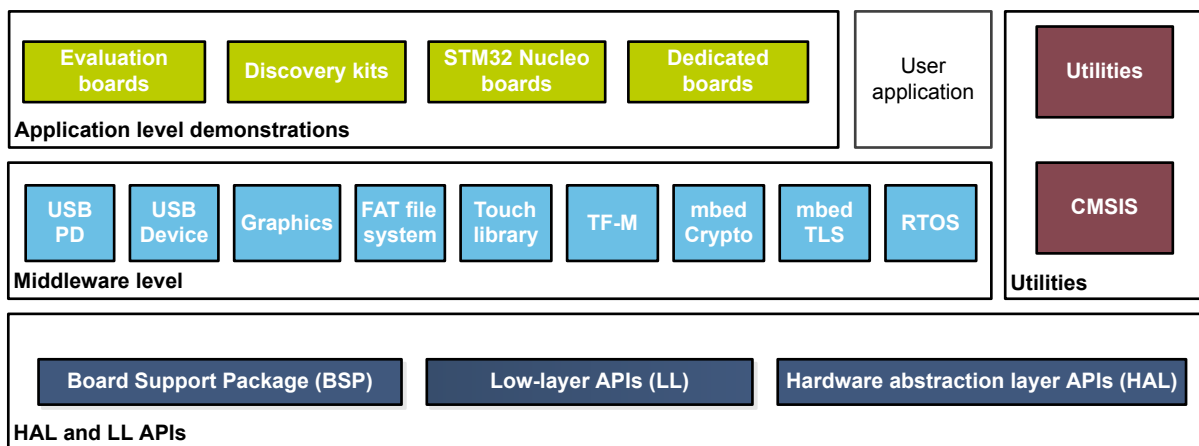 Evaluation
boards
Discovery kits
STM32 Nucleo
boards
Dedicated
boards
Application level demonstrations
User
application
Utilities
CMSIS
Utilities
USB
PD
USB
Device
Graphics
FAT file
system
Touch
library
TF-M
mbed
Crypto
mbed
TLS
RTOS
Middleware level
Board Support Package (BSP)
Low-layer APIs (LL)
Hardware abstraction layer APIs (HAL)
HAL and LL APIs